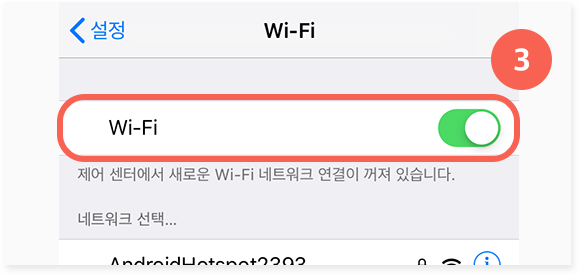 설정
Wi-Fi
3
Wi-Fi
제어 센터에서 새로운 Wi-Fi 네트워크 연결이 꺼져 있습니다.
네트워크 선택...
AndroidHotspot2393